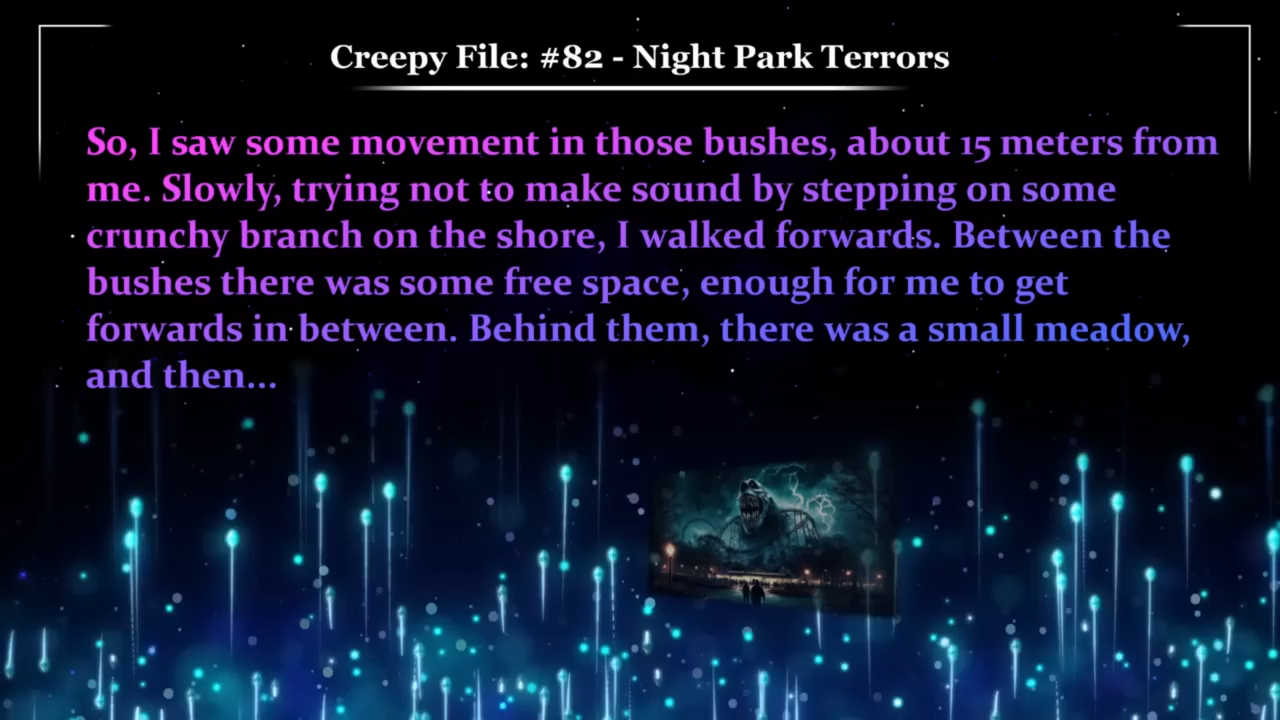 Creepy File: #82 - Night Park Terrors
So, I saw some movement in those bushes, about 15 meters from
me. Slowly, trying not to make sound by stepping on some
crunchy branch on the shore, I walked forwards. Between the
bushes there was some free space, enough for me to get
forwards in between. Behind them, there was a small meadow,
and then...